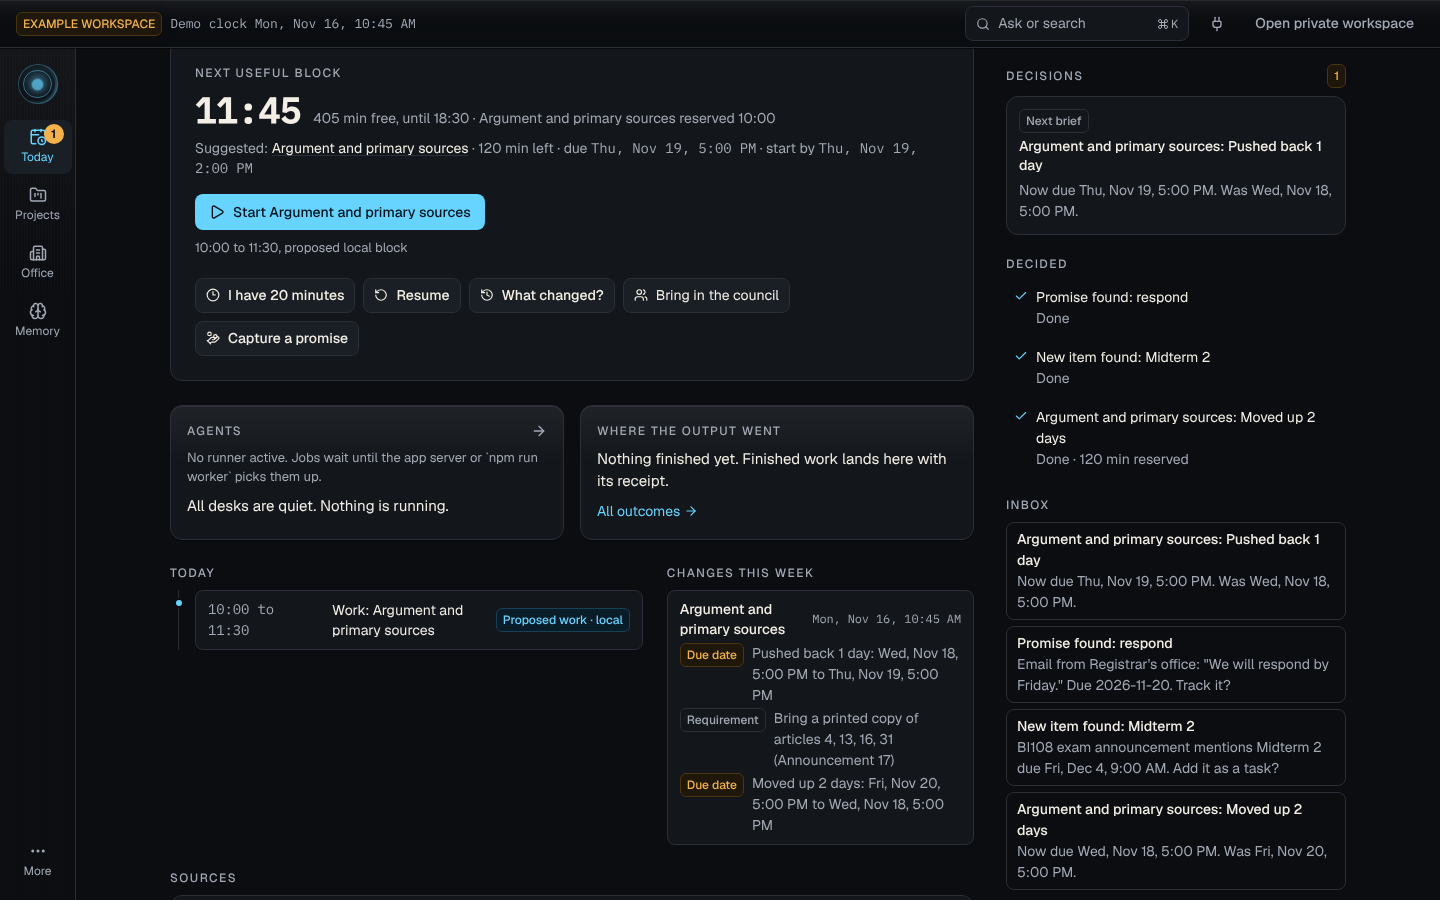 EXAMPLE WORKSPACE Demo clock Mon, Nov 16, 10:45 AM
Ask or search ⌘K
Open private workspace
1
Today
Projects
Office
Memory
More
NEXT USEFUL BLOCK
11:45 405 min free, until 18:30 · Argument and primary sources reserved 10:00
Suggested: Argument and primary sources · 120 min left · due Thu, Nov 19, 5:00 PM · start by Thu, Nov 19,
2:00 PM
Start Argument and primary sources
10:00 to 11:30, proposed local block
I have 20 minutes
Resume
What changed?
Bring in the council
Capture a promise
AGENTS
No runner active. Jobs wait until the app server or `npm run
worker` picks them up.
All desks are quiet. Nothing is running.
WHERE THE OUTPUT WENT
Nothing finished yet. Finished work lands here with
its receipt.
All outcomes →
TODAY
10:00 to
11:30
Work: Argument and
primary sources
Proposed work · local
CHANGES THIS WEEK
Argument and
primary sources
Mon, Nov 16, 10:45 AM
Due date
Pushed back 1 day: Wed, Nov 18,
5:00 PM to Thu, Nov 19, 5:00
PM
Requirement
Bring a printed copy of
articles 4, 13, 16, 31
(Announcement 17)
Due date
Moved up 2 days: Fri, Nov 20,
5:00 PM to Wed, Nov 18, 5:00
PM
SOURCES
DECISIONS
1
Next brief
Argument and primary sources: Pushed back 1
day
Now due Thu, Nov 19, 5:00 PM. Was Wed, Nov 18,
5:00 PM.
DECIDED
Promise found: respond
Done
New item found: Midterm 2
Done
Argument and primary sources: Moved up 2
days
Done · 120 min reserved
INBOX
Argument and primary sources: Pushed back 1
day
Now due Thu, Nov 19, 5:00 PM. Was Wed, Nov 18,
5:00 PM.
Promise found: respond
Email from Registrar's office: "We will respond by
Friday." Due 2026-11-20. Track it?
New item found: Midterm 2
BI108 exam announcement mentions Midterm 2
due Fri, Dec 4, 9:00 AM. Add it as a task?
Argument and primary sources: Moved up 2
days
Now due Wed, Nov 18, 5:00 PM. Was Fri, Nov 20,
5:00 PM.